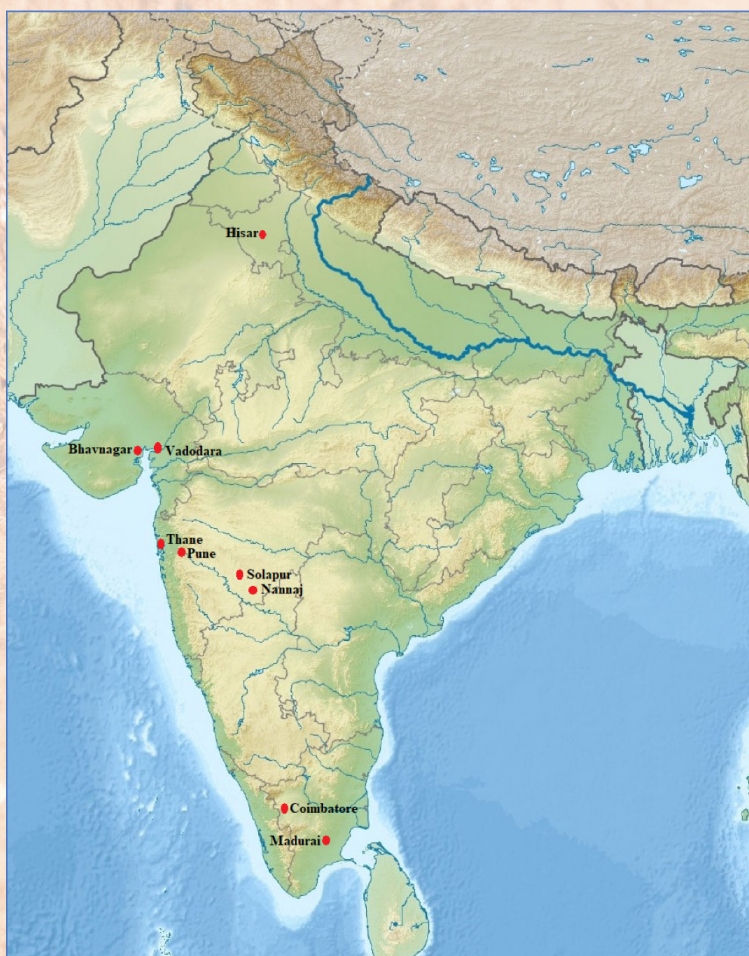 Hisar
Bhavnagar
Vadodara
Thane
Pune
Solapur
Nannaj
Coimbatore
Madurai